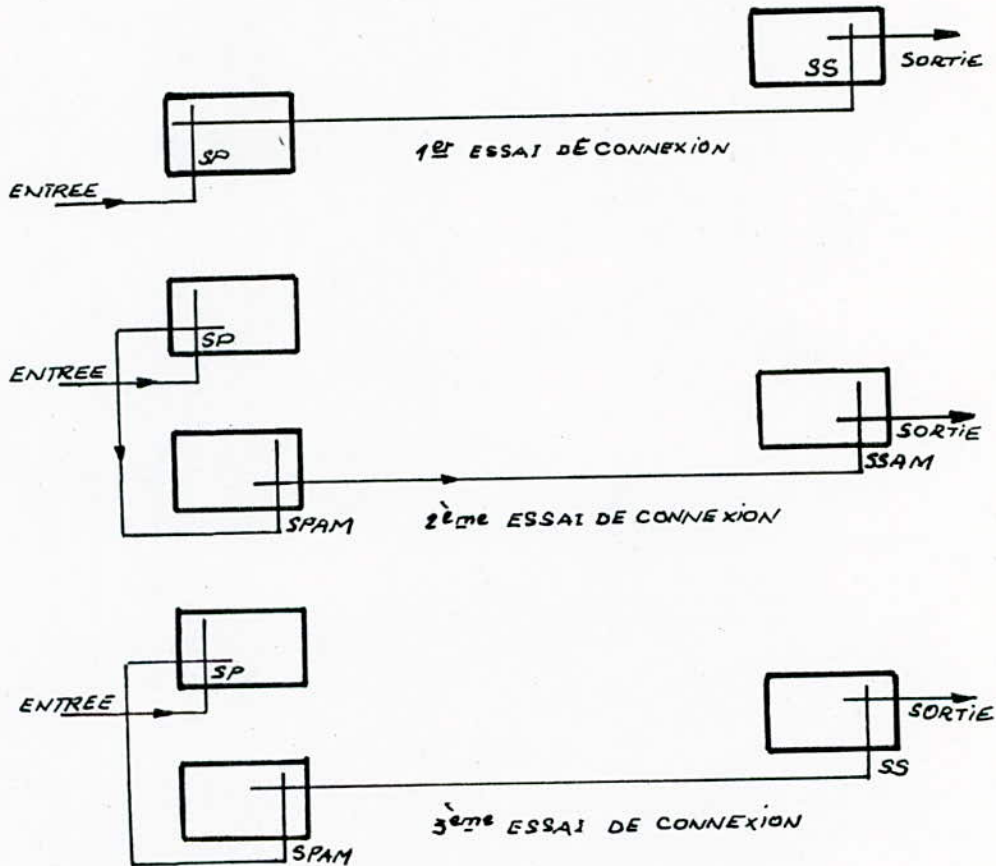 SS
SORTIE
SP
1er ESSAI DE CONNEXION
ENTREE
SP
ENTREE
SORTIE
SSAM
SPAM
2ème ESSAI DE CONNEXION
SP
ENTREE
SORTIE
SS
SPAM
3ème ESSAI DE CONNEXION